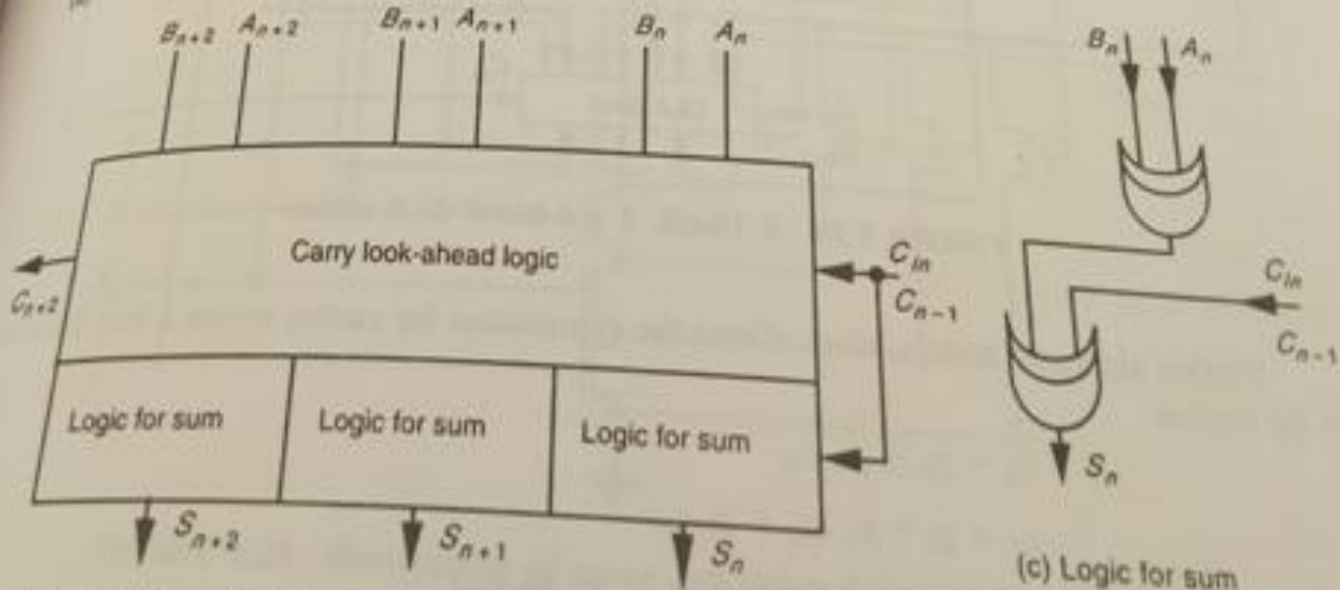 B_{n+2} A_{n+2} B_{n+1} A_{n+1} B_n A_n
B_n A_n
Carry look-ahead logic
C_{in}
C_{n-1}
C_{n+2}
C_{in}
C_{n-1}
Logic for sum Logic for sum Logic for sum
S_{n+2} S_{n+1} S_n
S_n
(c) Logic for sum